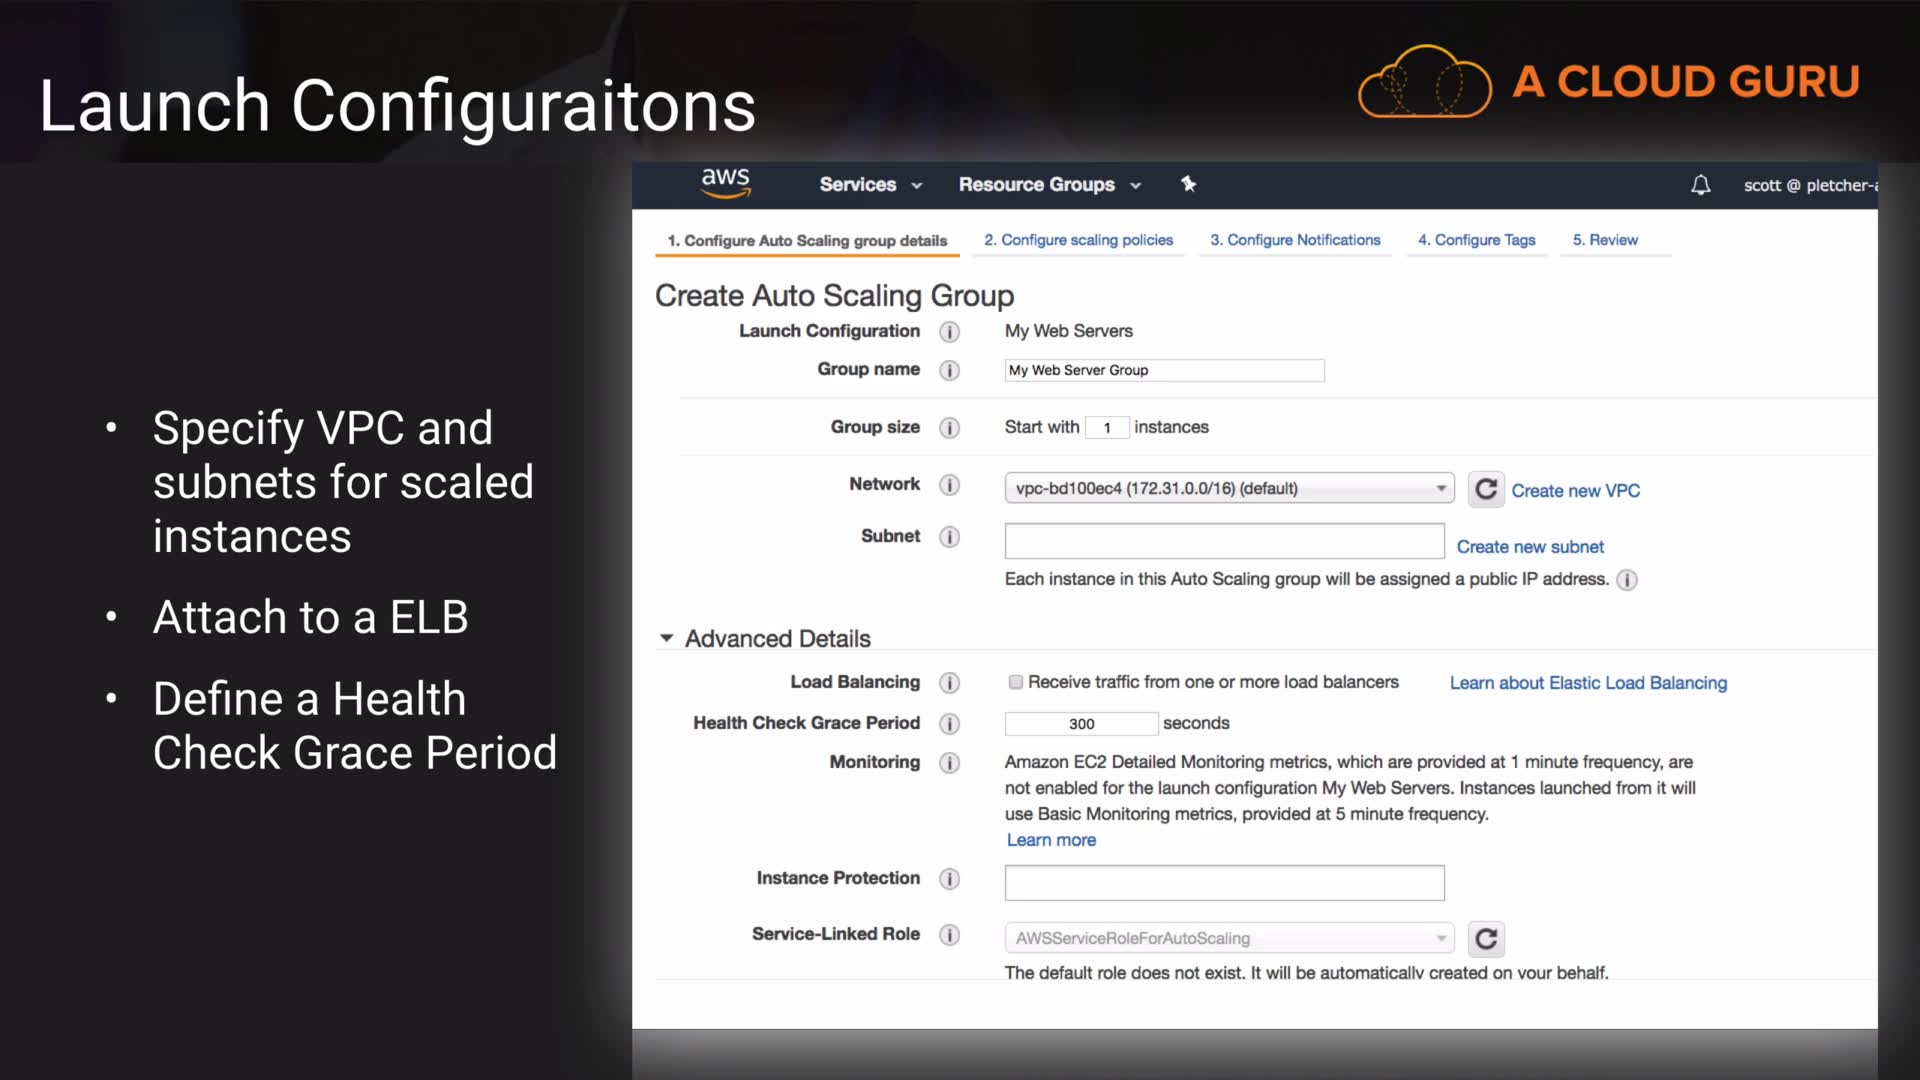 Launch Configuraitons
A CLOUD GURU
• Specify VPC and
subnets for scaled
instances
• Attach to a ELB
• Define a Health
Check Grace Period
aws Services Resource Groups scott @ pletcher-a
1. Configure Auto Scaling group details 2. Configure scaling policies 3. Configure Notifications 4. Configure Tags 5. Review
Create Auto Scaling Group
Launch Configuration My Web Servers
Group name My Web Server Group
Group size Start with 1 instances
Network vpc-bd100ec4 (172.31.0.0/16) (default) Create new VPC
Subnet Create new subnet
Each instance in this Auto Scaling group will be assigned a public IP address.
Advanced Details
Load Balancing Receive traffic from one or more load balancers Learn about Elastic Load Balancing
Health Check Grace Period 300 seconds
Monitoring Amazon EC2 Detailed Monitoring metrics, which are provided at 1 minute frequency, are
not enabled for the launch configuration My Web Servers. Instances launched from it will
use Basic Monitoring metrics, provided at 5 minute frequency.
Learn more
Instance Protection
Service-Linked Role AWSServiceRoleForAutoScaling
The default role does not exist. It will be automatically created on your behalf.